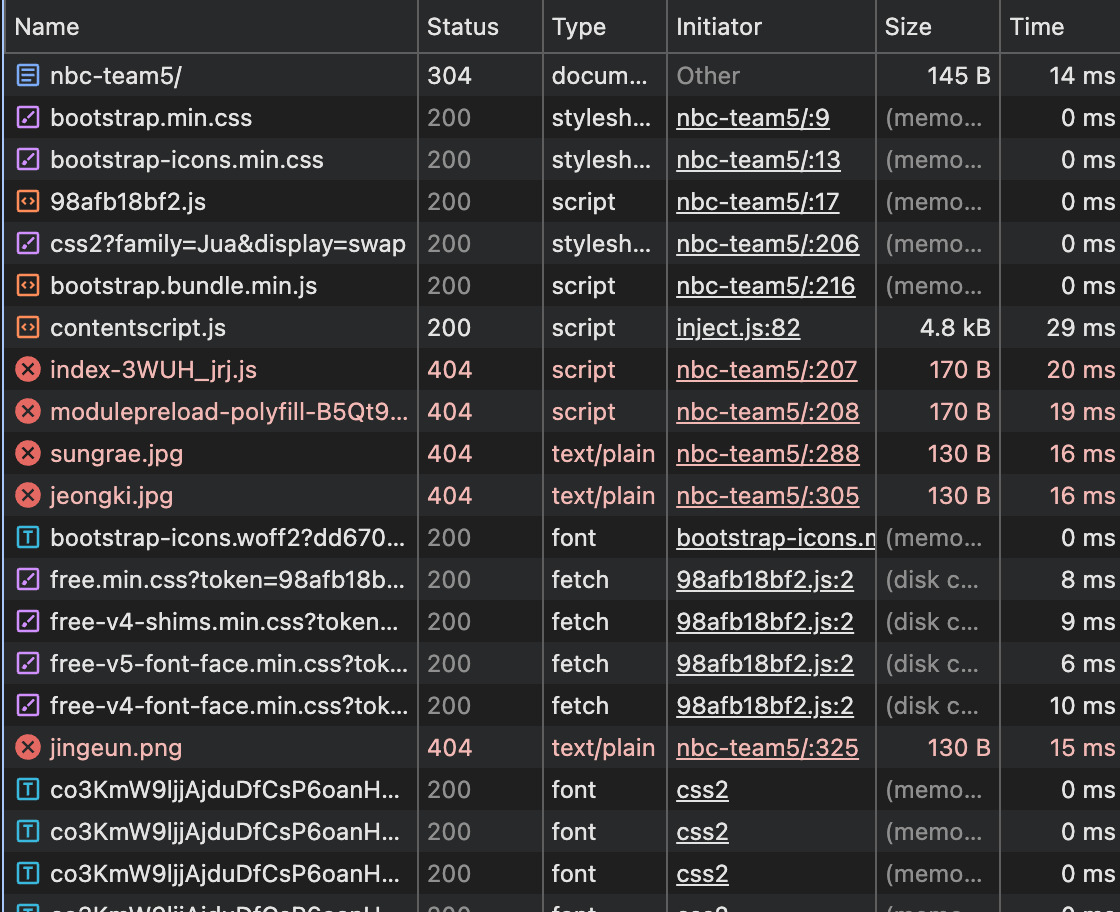 Name Status Type Initiator Size Time
nbc-team5/ 304 docum... Other 145 B 14 ms
bootstrap.min.css 200 stylesh... nbc-team5/:9 (memo... 0 ms
bootstrap-icons.min.css 200 stylesh... nbc-team5/:13 (memo... 0 ms
98afb18bf2.js 200 script nbc-team5/:17 (memo... 0 ms
css2?family=Jua&display=swap 200 stylesh... nbc-team5/:206 (memo... 0 ms
bootstrap.bundle.min.js 200 script nbc-team5/:216 (memo... 0 ms
contentscript.js 200 script inject.js:82 4.8 kB 29 ms
index-3WUH_jrj.js 404 script nbc-team5/:207 170 B 20 ms
modulepreload-polyfill-B5Qt9... 404 script nbc-team5/:208 170 B 19 ms
sungrae.jpg 404 text/plain nbc-team5/:288 130 B 16 ms
jeongki.jpg 404 text/plain nbc-team5/:305 130 B 16 ms
bootstrap-icons.woff2?dd670... 200 font bootstrap-icons.n (memo... 0 ms
free.min.css?token=98afb18b... 200 fetch 98afb18bf2.js:2 (disk c... 8 ms
free-v4-shims.min.css?token... 200 fetch 98afb18bf2.js:2 (disk c... 9 ms
free-v5-font-face.min.css?tok... 200 fetch 98afb18bf2.js:2 (disk c... 6 ms
free-v4-font-face.min.css?tok... 200 fetch 98afb18bf2.js:2 (disk c... 10 ms
jingeun.png 404 text/plain nbc-team5/:325 130 B 15 ms
co3KmW9ljjAjduDfCsP6oanH... 200 font css2 (memo... 0 ms
co3KmW9ljjAjduDfCsP6oanH... 200 font css2 (memo... 0 ms
co3KmW9ljjAjduDfCsP6oanH... 200 font css2 (memo... 0 ms